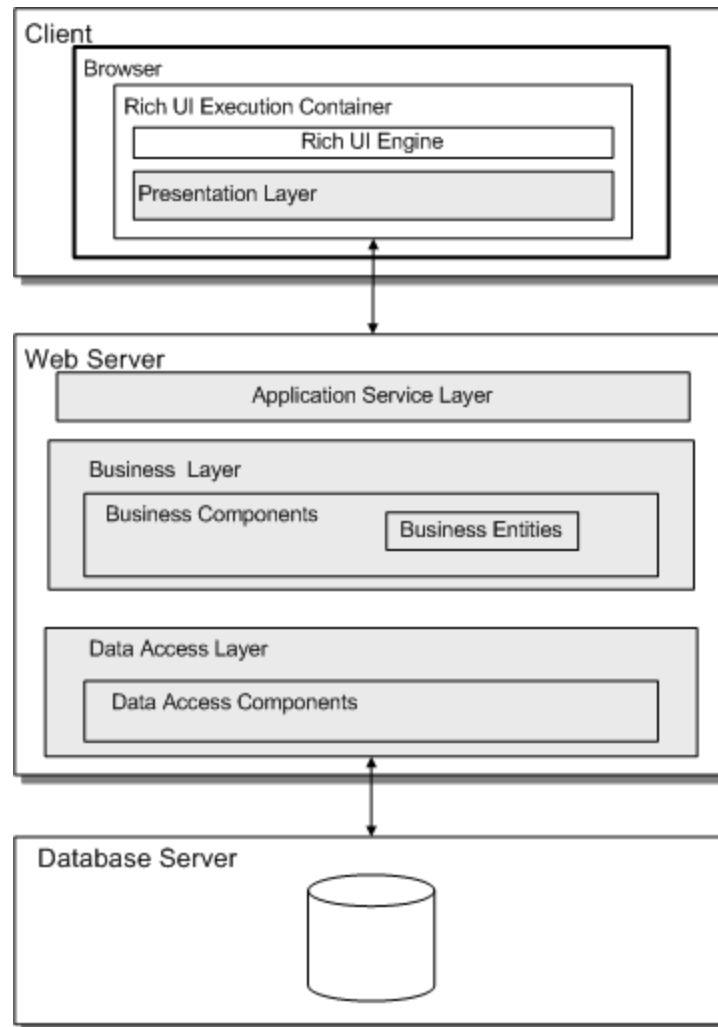 Client
Browser
Rich UI Execution Container
Rich UI Engine
Presentation Layer
Web Server
Application Service Layer
Business Layer
Business Components
Business Entities
Data Access Layer
Data Access Components
Database Server